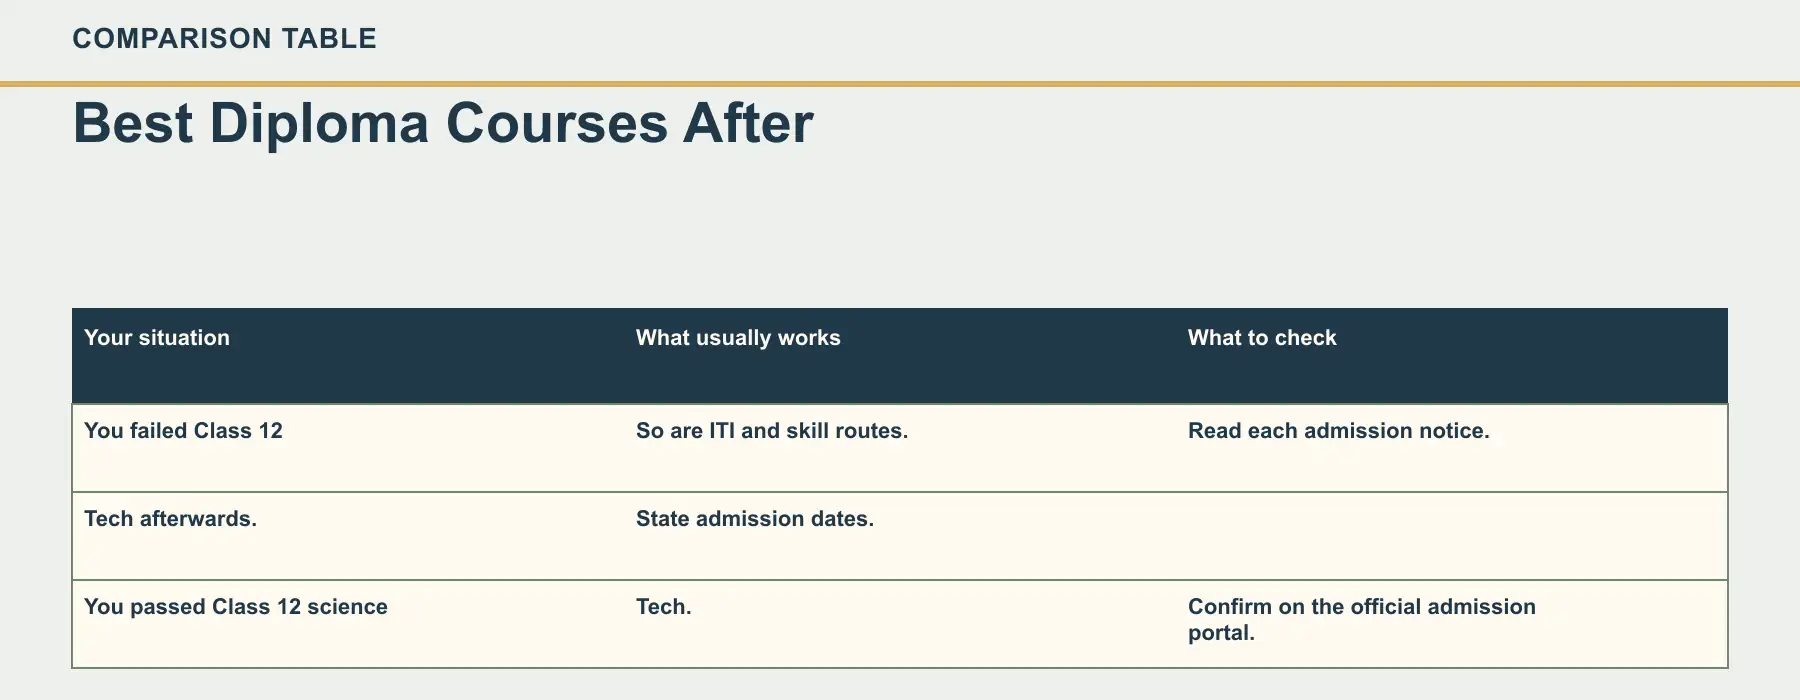 COMPARISON TABLE
Best Diploma Courses After
Your situation What usually works What to check
You failed Class 12 So are ITI and skill routes. Read each admission notice.
Tech afterwards. State admission dates.
You passed Class 12 science Tech. Confirm on the official admission
portal.